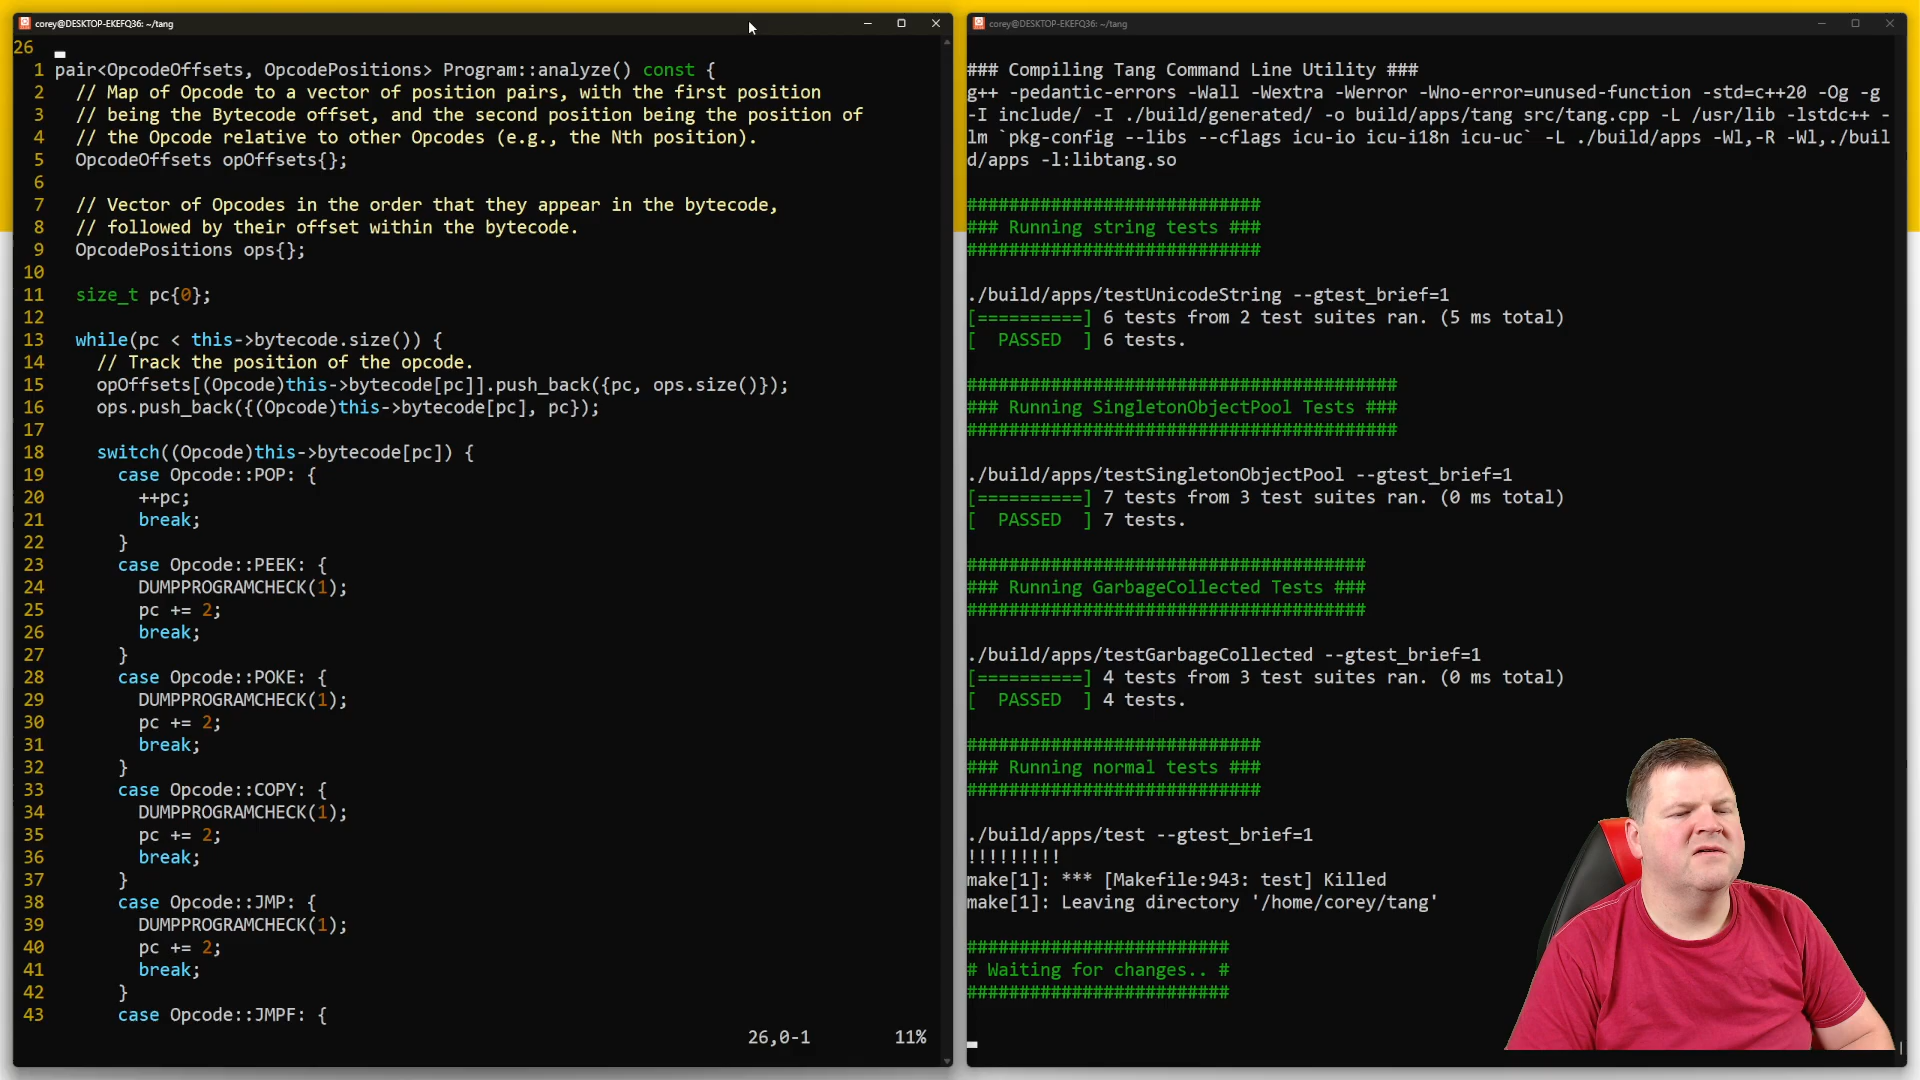 corey@DESKTOP-EKEFQ36: ~/tang
26
1 pair<OpcodeOffsets, OpcodePositions> Program::analyze() const {
2 // Map of Opcode to a vector of position pairs, with the first position
3 // being the Bytecode offset, and the second position being the position of
4 // the Opcode relative to other Opcodes (e.g., the Nth position).
5 OpcodeOffsets opOffsets{};
6
7 // Vector of Opcodes in the order that they appear in the bytecode,
8 // followed by their offset within the bytecode.
9 OpcodePositions ops{};
10
11 size_t pc{0};
12
13 while(pc < this->bytecode.size()) {
14 // Track the position of the opcode.
15 opOffsets[(Opcode)this->bytecode[pc]].push_back({pc, ops.size()});
16 ops.push_back({(Opcode)this->bytecode[pc], pc});
17
18 switch((Opcode)this->bytecode[pc]) {
19 case Opcode::POP: {
20 ++pc;
21 break;
22 }
23 case Opcode::PEEK: {
24 DUMPPROGRAMCHECK(1);
25 pc += 2;
26 break;
27 }
28 case Opcode::POKE: {
29 DUMPPROGRAMCHECK(1);
30 pc += 2;
31 break;
32 }
33 case Opcode::COPY: {
34 DUMPPROGRAMCHECK(1);
35 pc += 2;
36 break;
37 }
38 case Opcode::JMP: {
39 DUMPPROGRAMCHECK(1);
40 pc += 2;
41 break;
42 }
43 case Opcode::JMPF: {
26,0-1 11%
corey@DESKTOP-EKEFQ36: ~/tang
### Compiling Tang Command Line Utility ###
g++ -pedantic-errors -Wall -Wextra -Werror -Wno-error=unused-function -std=c++20 -Og -g
-I include/ -I ./build/generated/ -o build/apps/tang src/tang.cpp -L /usr/lib -lstdc++ -
lm `pkg-config --libs --cflags icu-io icu-i18n icu-uc` -L ./build/apps -Wl,-R -Wl,./buil
d/apps -l:libtang.so
############################
### Running string tests ###
############################
./build/apps/testUnicodeString --gtest_brief=1
[==========] 6 tests from 2 test suites ran. (5 ms total)
[  PASSED  ] 6 tests.
#########################################
### Running SingletonObjectPool Tests ###
#########################################
./build/apps/testSingletonObjectPool --gtest_brief=1
[==========] 7 tests from 3 test suites ran. (0 ms total)
[  PASSED  ] 7 tests.
######################################
### Running GarbageCollected Tests ###
######################################
./build/apps/testGarbageCollected --gtest_brief=1
[==========] 4 tests from 3 test suites ran. (0 ms total)
[  PASSED  ] 4 tests.
############################
### Running normal tests ###
############################
./build/apps/test --gtest_brief=1
!!!!!!!!!
make[1]: *** [Makefile:943: test] Killed
make[1]: Leaving directory '/home/corey/tang'
#########################
# Waiting for changes.. #
#########################